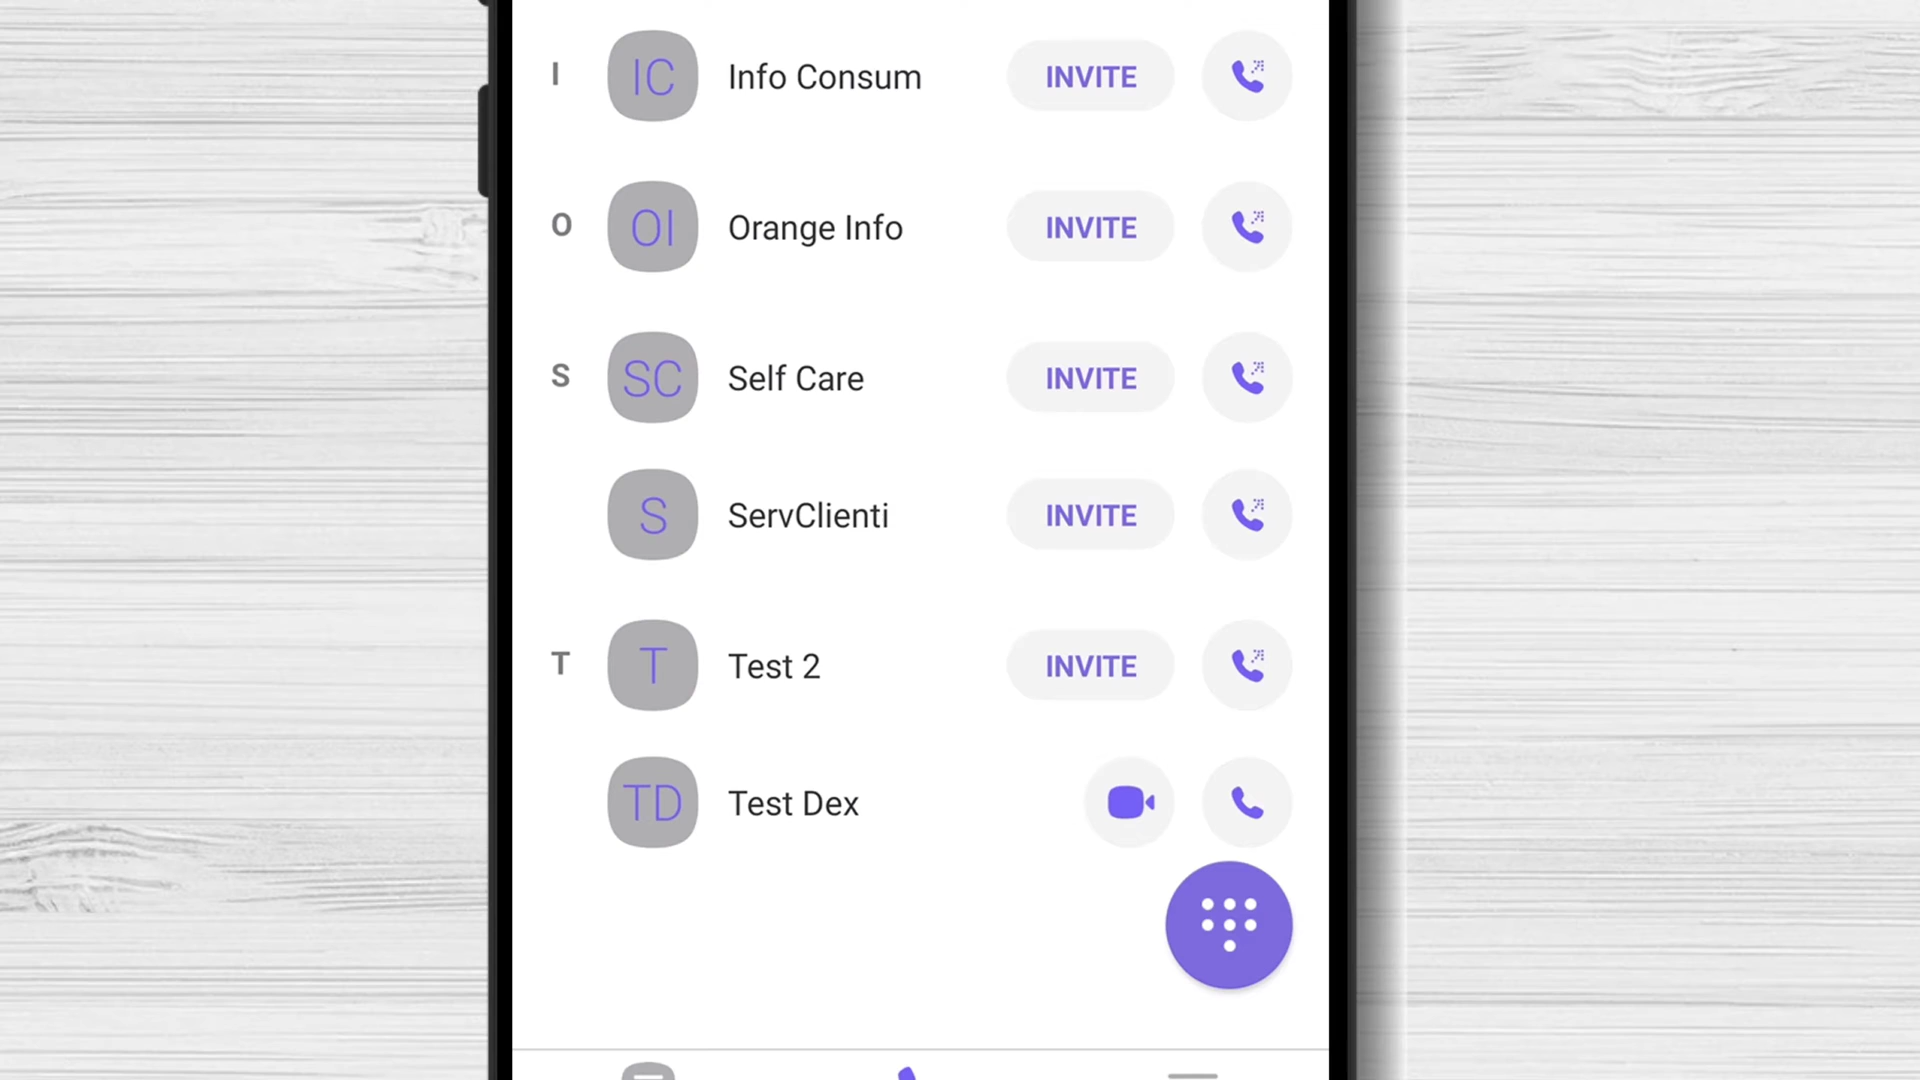 I IC Info Consum INVITE
O OI Orange Info INVITE
S SC Self Care INVITE
S ServClienti INVITE
T T Test 2 INVITE
TD Test Dex